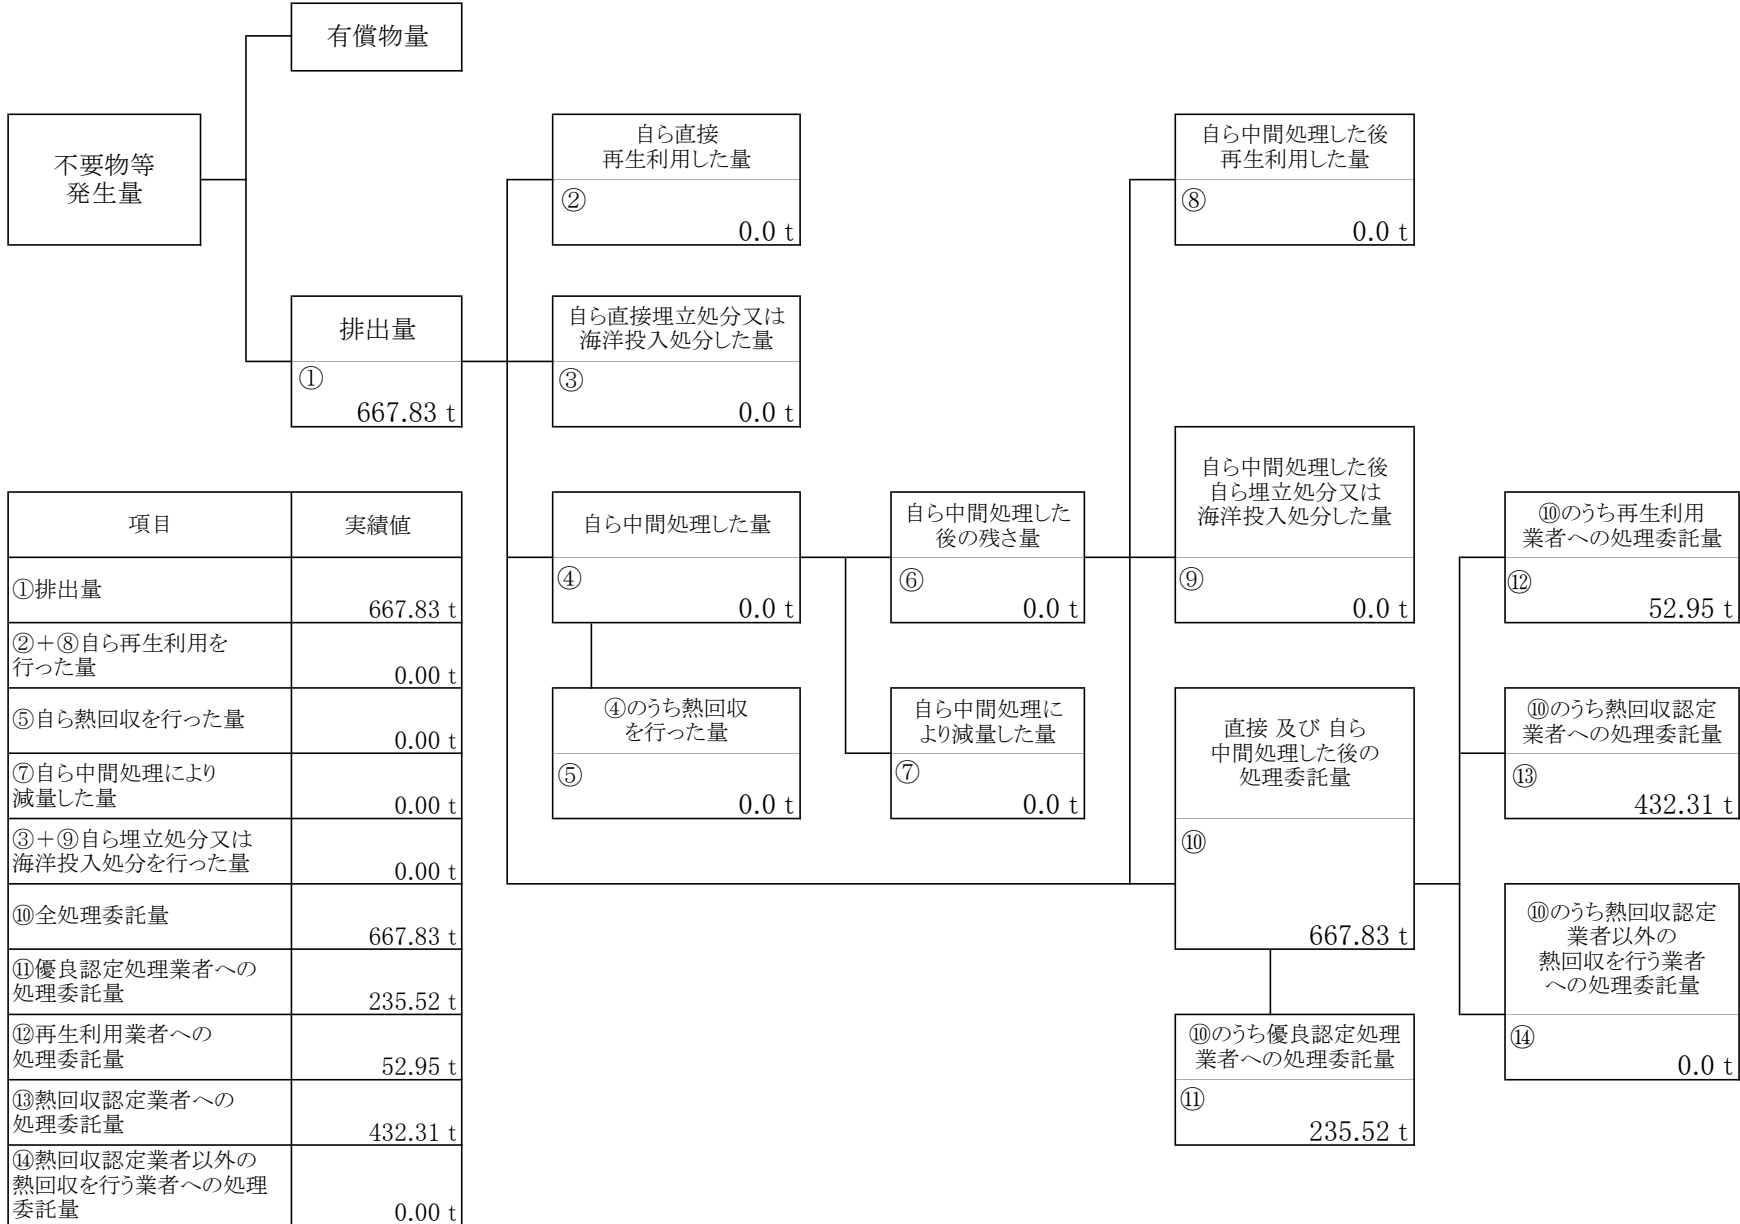 有償物量
不要物等
発生量
排出量
①
667.83 t
自ら直接
再生利用した量
②
0.0 t
自ら直接埋立処分又は
海洋投入処分した量
③
0.0 t
自ら中間処理した量
④
0.0 t
④のうち熱回収
を行った量
⑤
0.0 t
自ら中間処理した
後の残さ量
⑥
0.0 t
自ら中間処理に
より減量した量
⑦
0.0 t
自ら中間処理した後
再生利用した量
⑧
0.0 t
自ら中間処理した後
自ら埋立処分又は
海洋投入処分した量
⑨
0.0 t
直接 及び 自ら
中間処理した後の
処理委託量
⑩
667.83 t
⑩のうち優良認定処理
業者への処理委託量
⑪
235.52 t
⑩のうち再生利用
業者への処理委託量
⑫
52.95 t
⑩のうち熱回収認定
業者への処理委託量
⑬
432.31 t
⑩のうち熱回収認定
業者以外の
熱回収を行う業者
への処理委託量
⑭
0.0 t
項目 実績値
①排出量
667.83 t
②＋⑧自ら再生利用を
行った量
0.00 t
⑤自ら熱回収を行った量
0.00 t
⑦自ら中間処理により
減量した量
0.00 t
③＋⑨自ら埋立処分又は
海洋投入処分を行った量
0.00 t
⑩全処理委託量
667.83 t
⑪優良認定処理業者への
処理委託量
235.52 t
⑫再生利用業者への
処理委託量
52.95 t
⑬熱回収認定業者への
処理委託量
432.31 t
⑭熱回収認定業者以外の
熱回収を行う業者への処理
委託量
0.00 t